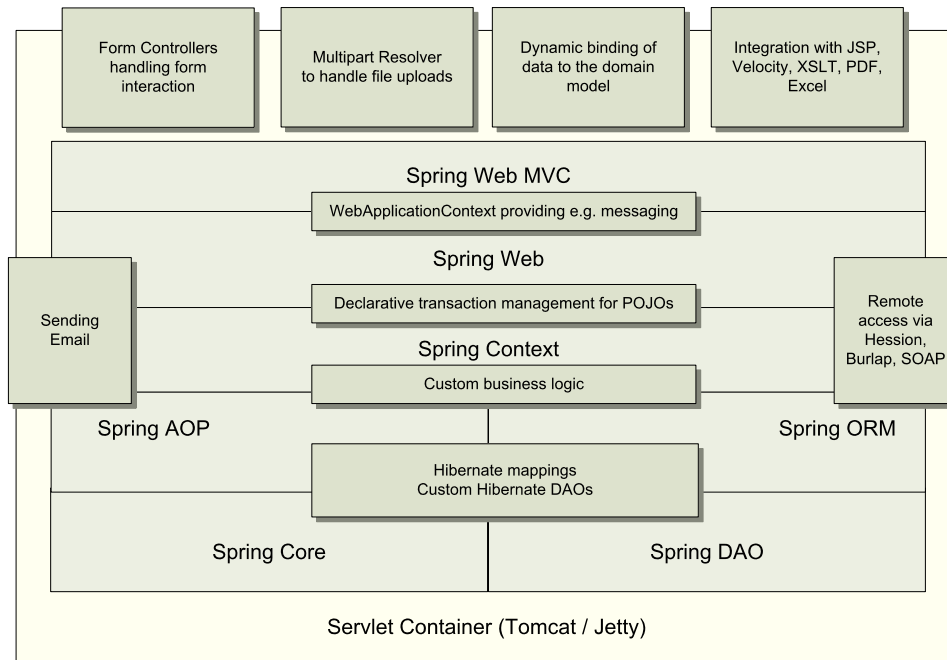 Form Controllers
handling form
interaction
Multipart Resolver
to handle file uploads
Dynamic binding of
data to the domain
model
Integration with JSP,
Velocity, XSLT, PDF,
Excel
Spring Web MVC
WebApplicationContext providing e.g. messaging
Spring Web
Sending
Email
Declarative transaction management for POJOs
Remote
access via
Hession,
Burlap, SOAP
Spring Context
Custom business logic
Spring AOP
Spring ORM
Hibernate mappings
Custom Hibernate DAOs
Spring Core
Spring DAO
Servlet Container (Tomcat / Jetty)